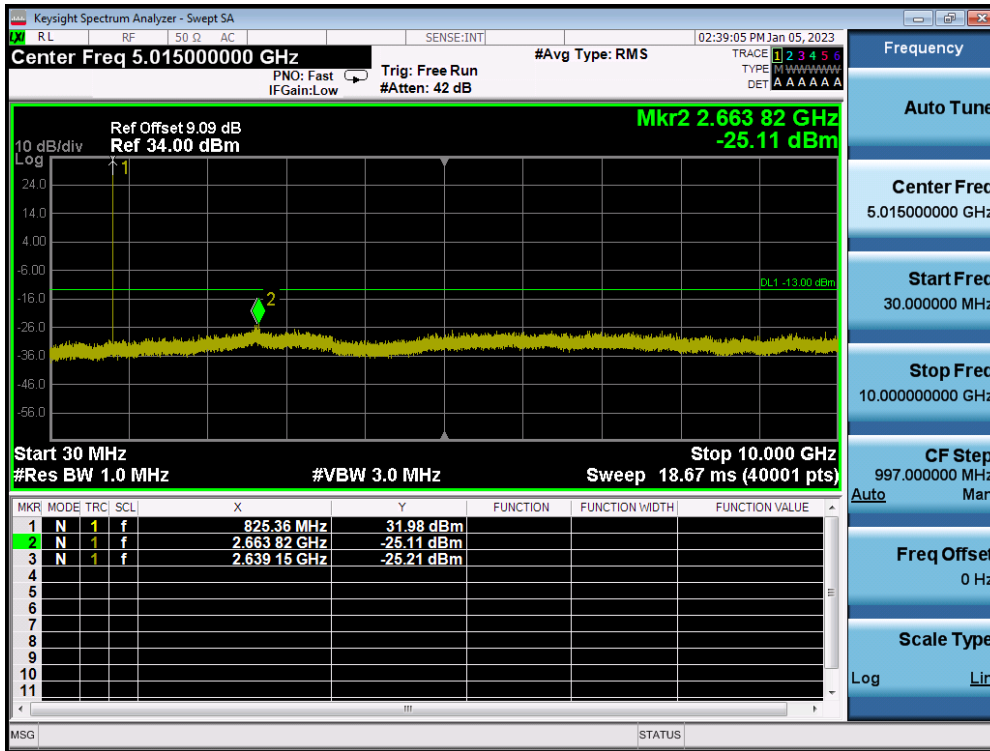 Keysight Spectrum Analyzer - Swept SA
LXI RL RF 50 Ω AC SENSE:INT 02:39:05 PM Jan 05, 2023
Center Freq 5.015000000 GHz #Avg Type: RMS TRACE 1 2 3 4 5 6
PNO: Fast Trig: Free Run TYPE M WWWWW
IFGain:Low #Atten: 42 dB DET A A A A A A
Mkr2 2.663 82 GHz
-25.11 dBm
Ref Offset 9.09 dB
10 dB/div Ref 34.00 dBm
Log
1
24.0
14.0
4.00
-6.00
DL1 -13.00 dBm
-16.0
2
-26.0
-36.0
-46.0
-56.0
Start 30 MHz Stop 10.000 GHz
#Res BW 1.0 MHz #VBW 3.0 MHz Sweep 18.67 ms (40001 pts)
MKR MODE TRC SCL X Y FUNCTION FUNCTION WIDTH FUNCTION VALUE
1 N 1 f 825.36 MHz 31.98 dBm
2 N 1 f 2.663 82 GHz -25.11 dBm
3 N 1 f 2.639 15 GHz -25.21 dBm
4
5
6
7
8
9
10
11
MSG STATUS
Frequency
Auto Tune
Center Freq
5.015000000 GHz
Start Freq
30.000000 MHz
Stop Freq
10.000000000 GHz
CF Step
997.000000 MHz
Auto Man
Freq Offset
0 Hz
Scale Type
Log Lin